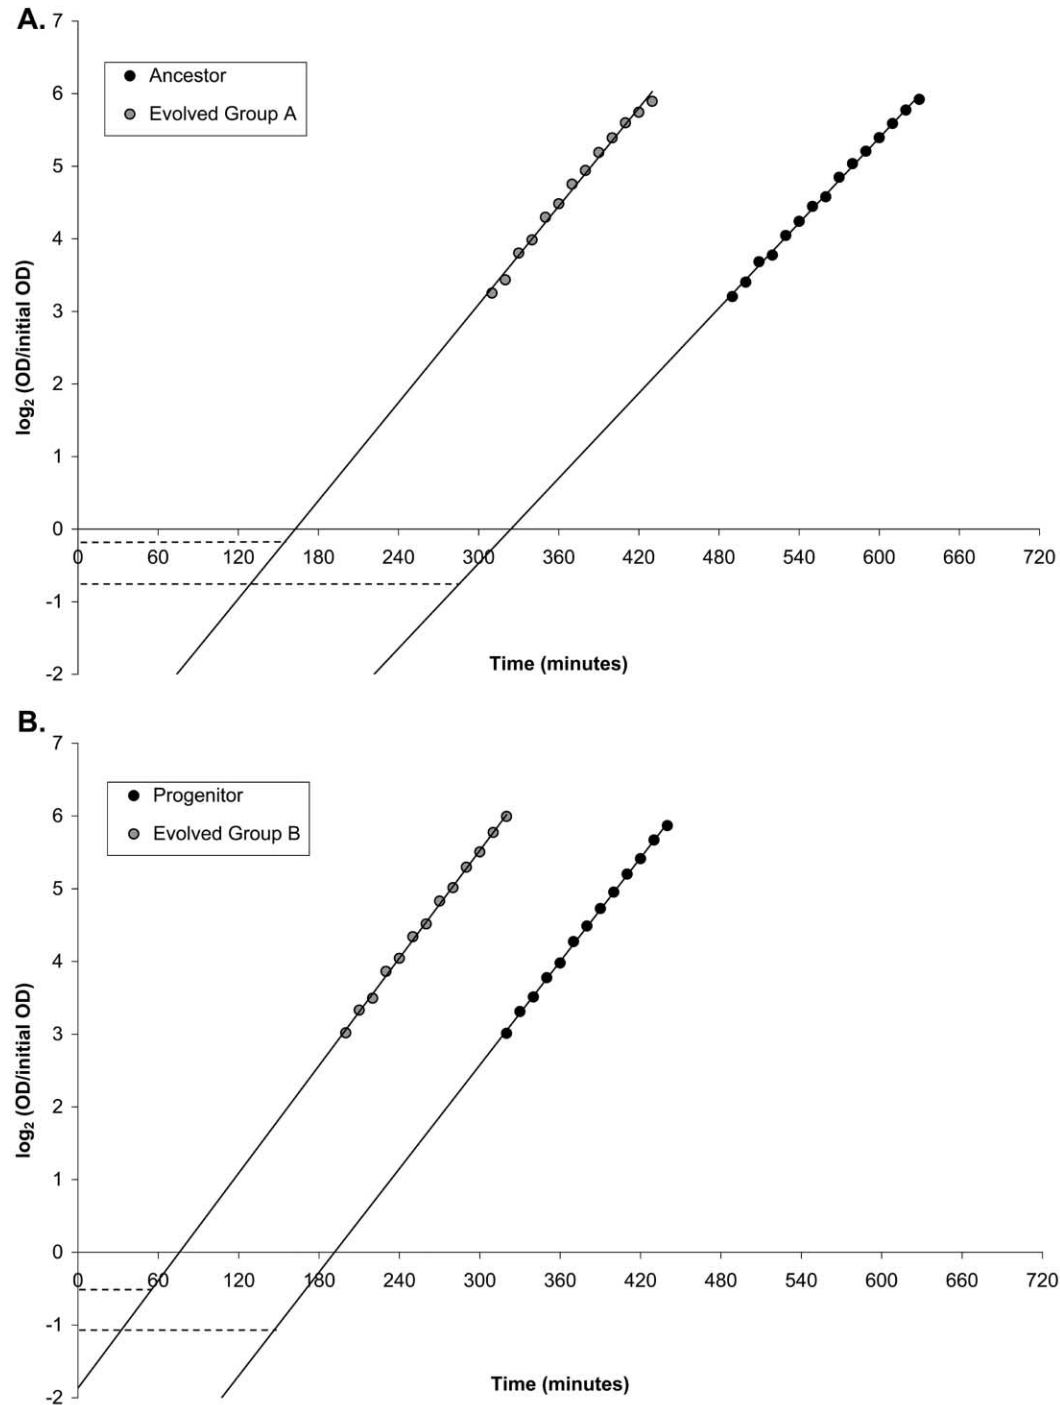 A.
7
6
5
4
3
2
1
0
-1
-2
log₂ (OD/initial OD)
Ancestor
Evolved Group A
0 60 120 180 240 300 360 420 480 540 600 660 720
Time (minutes)
B.
7
6
5
4
3
2
1
0
-1
-2
log₂ (OD/initial OD)
Progenitor
Evolved Group B
0 60 120 180 240 300 360 420 480 540 600 660 720
Time (minutes)